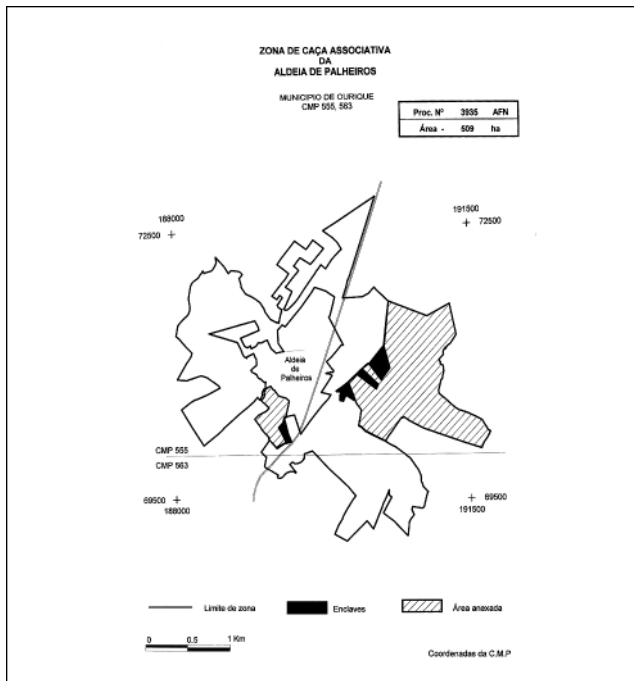 ZONA DE CAÇA ASSOCIATIVA
DA
ALDEIA DE PALHEIROS
MUNICIPIO DE OURIQUE
CMP 555, 563
Proc. Nº 3935 AFN
Área - 509 ha
188000
72500
191500
72500
Aldeia
de
Palheiros
CMP 555
CMP 563
69500
188000
69500
191500
Limite de zona
Enclaves
Área anexada
0 0.5 1 Km
Coordenadas da C.M.P